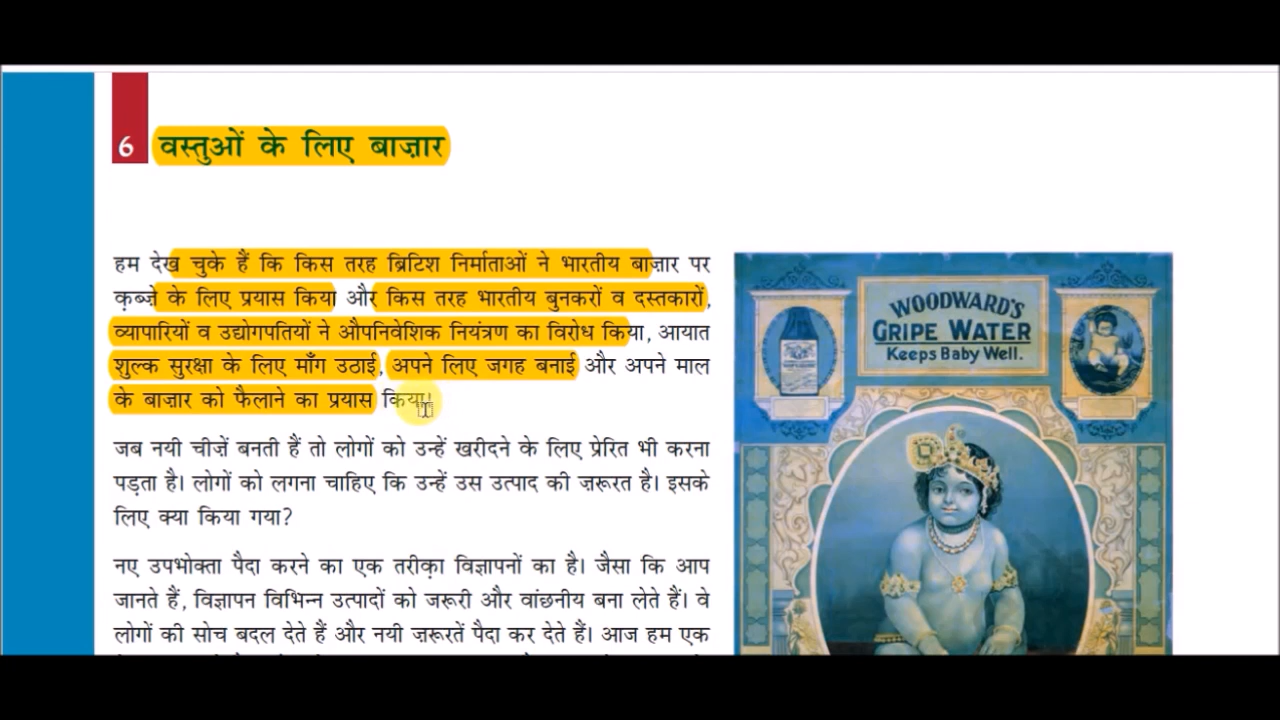 6 वस्तुओं के लिए बाज़ार
हम देख चुके हैं कि किस तरह ब्रिटिश निर्माताओं ने भारतीय बाज़ार पर
क़ब्ज़े के लिए प्रयास किया और किस तरह भारतीय बुनकरों व दस्तकारों,
व्यापारियों व उद्योगपतियों ने औपनिवेशिक नियंत्रण का विरोध किया, आयात
शुल्क सुरक्षा के लिए माँग उठाई, अपने लिए जगह बनाई और अपने माल
के बाज़ार को फैलाने का प्रयास किया।
जब नयी चीज़ें बनती हैं तो लोगों को उन्हें खरीदने के लिए प्रेरित भी करना
पड़ता है। लोगों को लगना चाहिए कि उन्हें उस उत्पाद की ज़रूरत है। इसके
लिए क्या किया गया?
नए उपभोक्ता पैदा करने का एक तरीक़ा विज्ञापनों का है। जैसा कि आप
जानते हैं, विज्ञापन विभिन्न उत्पादों को जरूरी और वांछनीय बना लेते हैं। वे
लोगों की सोच बदल देते हैं और नयी ज़रूरतें पैदा कर देते हैं। आज हम एक
WOODWARD'S
GRIPE WATER
Keeps Baby Well.